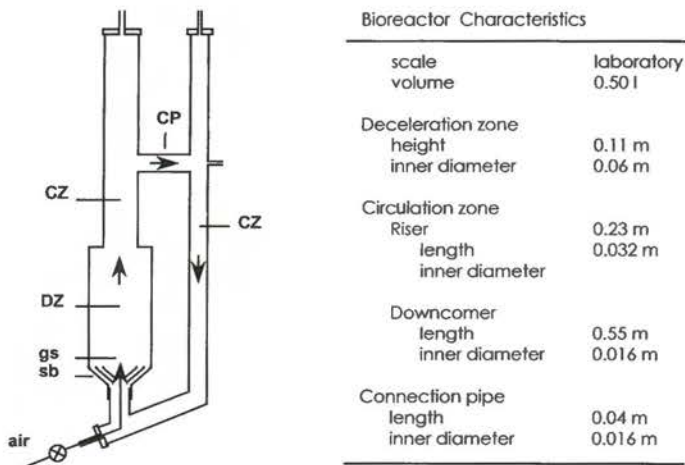 CP
CZ
CZ
DZ
gs
sb
air
Bioreactor Characteristics
scale laboratory
volume 0.50 l
Deceleration zone
height 0.11 m
inner diameter 0.06 m
Circulation zone
Riser 0.23 m
length 0.032 m
inner diameter
Downcomer
length 0.55 m
inner diameter 0.016 m
Connection pipe
length 0.04 m
inner diameter 0.016 m